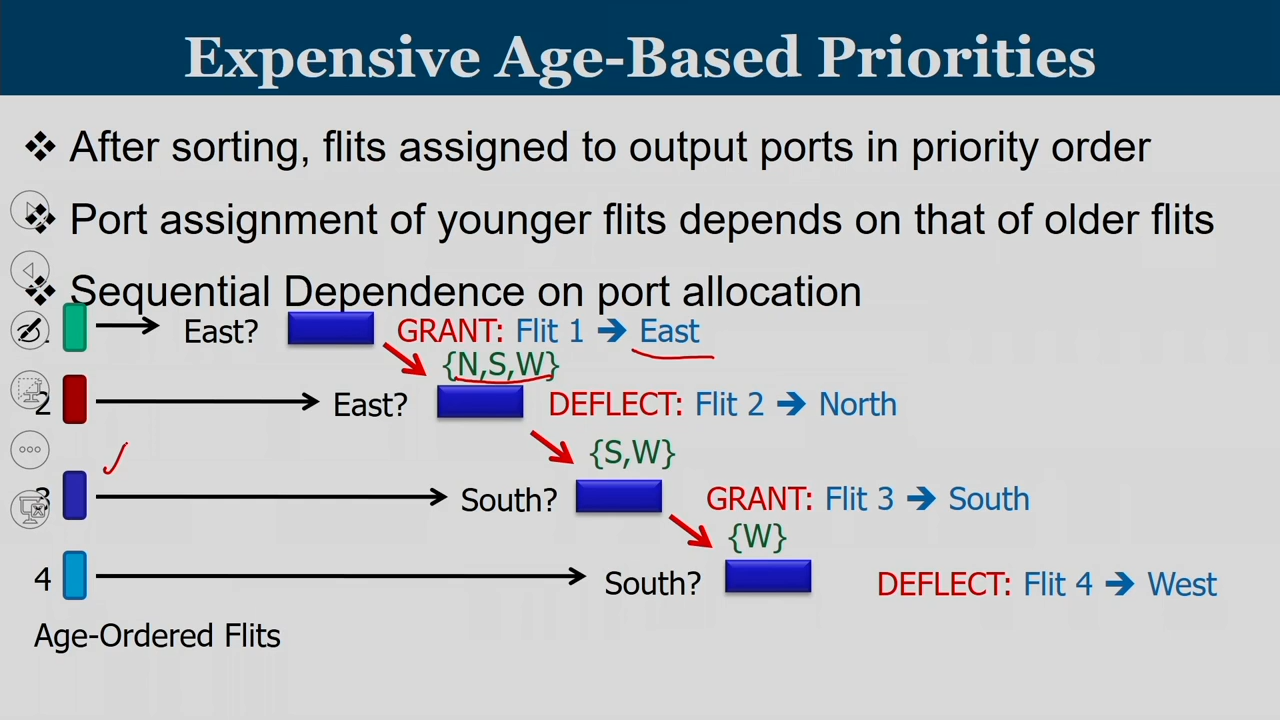 Expensive Age-Based Priorities
❖ After sorting, flits assigned to output ports in priority order
❖ Port assignment of younger flits depends on that of older flits
❖ Sequential Dependence on port allocation
East? GRANT: Flit 1 ➔ East
{N,S,W}
2 East? DEFLECT: Flit 2 ➔ North
{S,W}
3 South? GRANT: Flit 3 ➔ South
{W}
4 South? DEFLECT: Flit 4 ➔ West
Age-Ordered Flits